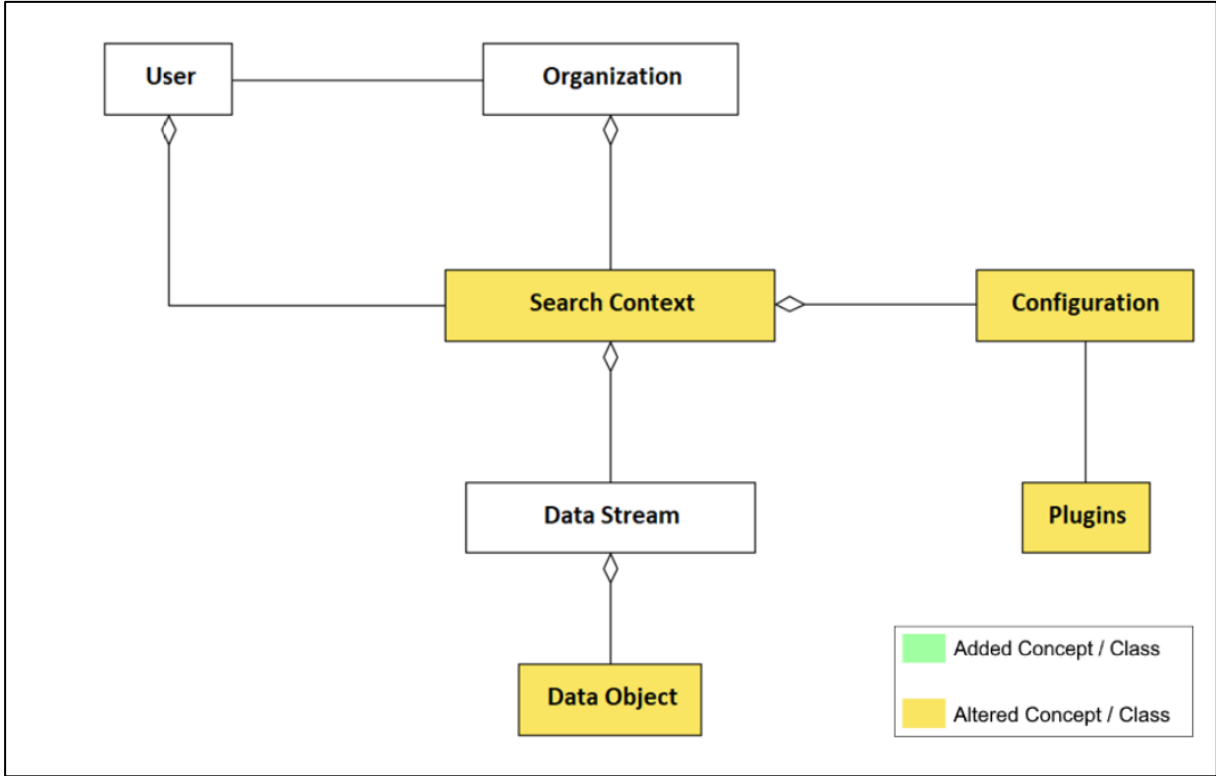 User
Organization
Search Context
Configuration
Data Stream
Plugins
Added Concept / Class
Data Object
Altered Concept / Class